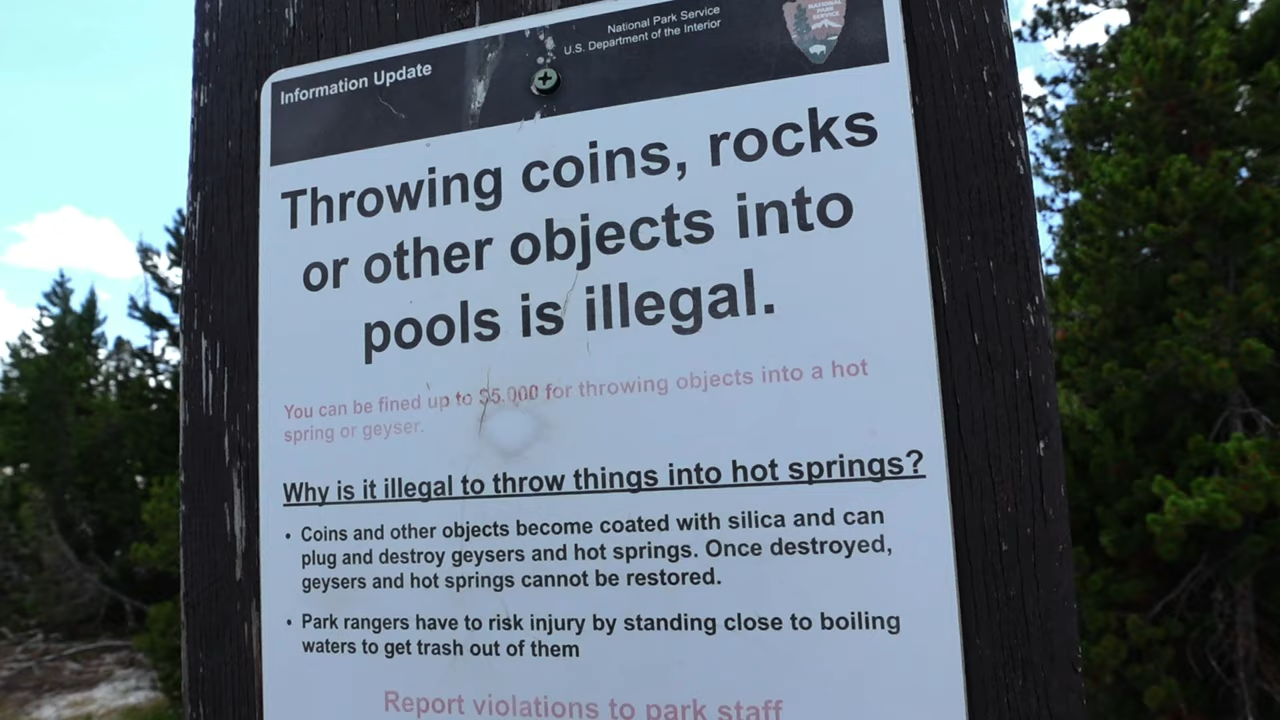 National Park Service
U.S. Department of the Interior
NATIONAL
PARK
SERVICE
Information Update
Throwing coins, rocks
or other objects into
pools is illegal.
You can be fined up to $5,000 for throwing objects into a hot
spring or geyser.
Why is it illegal to throw things into hot springs?
• Coins and other objects become coated with silica and can
plug and destroy geysers and hot springs. Once destroyed,
geysers and hot springs cannot be restored.
• Park rangers have to risk injury by standing close to boiling
waters to get trash out of them
Report violations to park staff